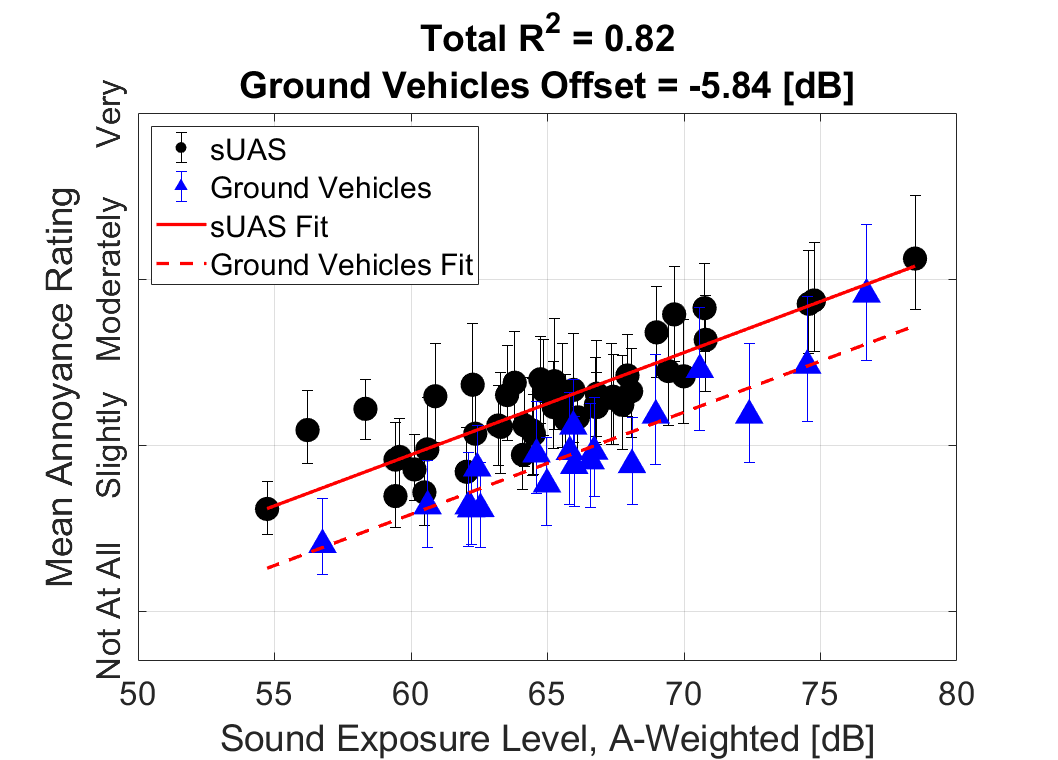 Total R² = 0.82
Ground Vehicles Offset = -5.84 [dB]
sUAS
Ground Vehicles
sUAS Fit
Ground Vehicles Fit
Mean Annoyance Rating
Very
Moderately
Slightly
Not At All
50 55 60 65 70 75 80
Sound Exposure Level, A-Weighted [dB]